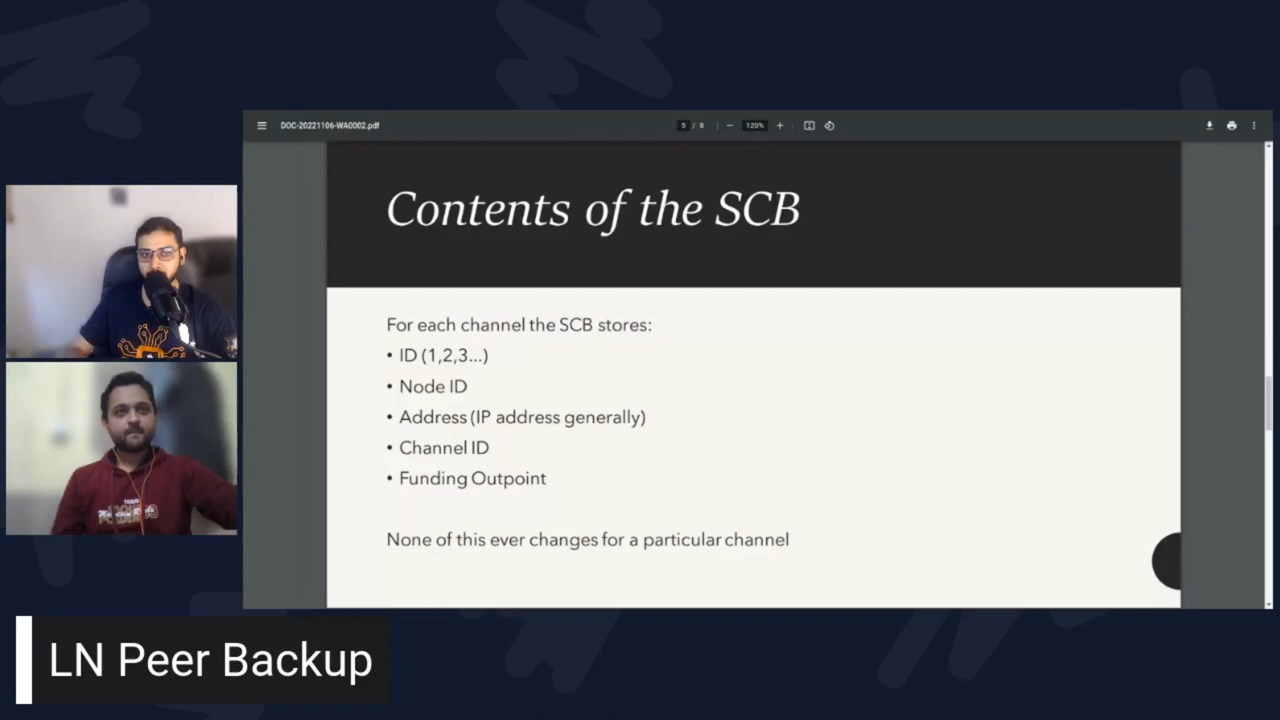 DOC-20221106-WA0002.pdf
5 / 8
120%
Contents of the SCB
For each channel the SCB stores:
• ID (1,2,3...)
• Node ID
• Address (IP address generally)
• Channel ID
• Funding Outpoint
None of this ever changes for a particular channel
LN Peer Backup